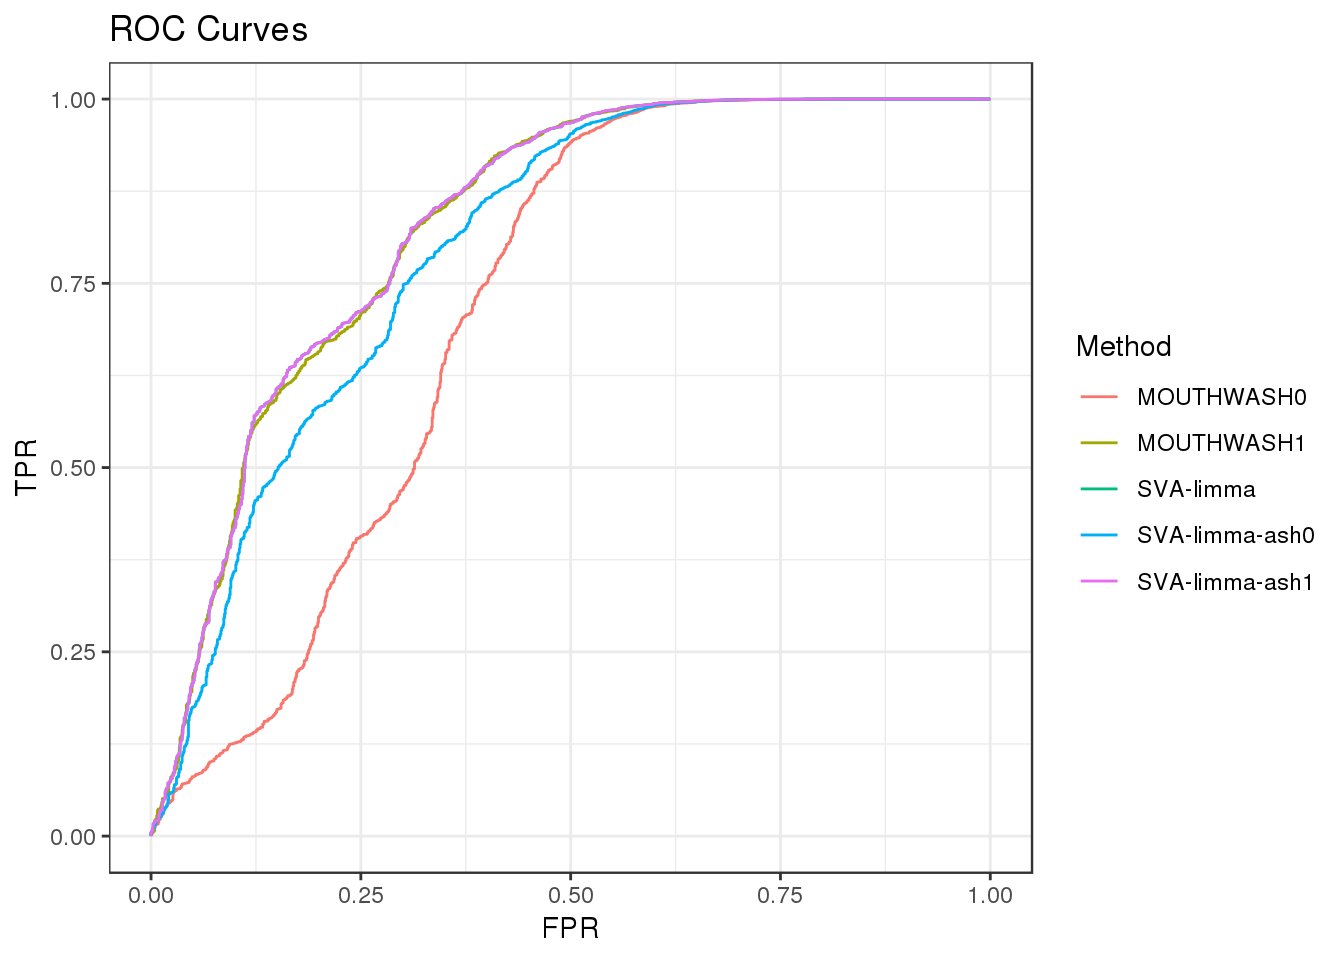 ROC Curves
1.00
0.75
0.50
0.25
0.00
TPR
0.00 0.25 0.50 0.75 1.00
FPR
Method
MOUTHWASH0
MOUTHWASH1
SVA-limma
SVA-limma-ash0
SVA-limma-ash1